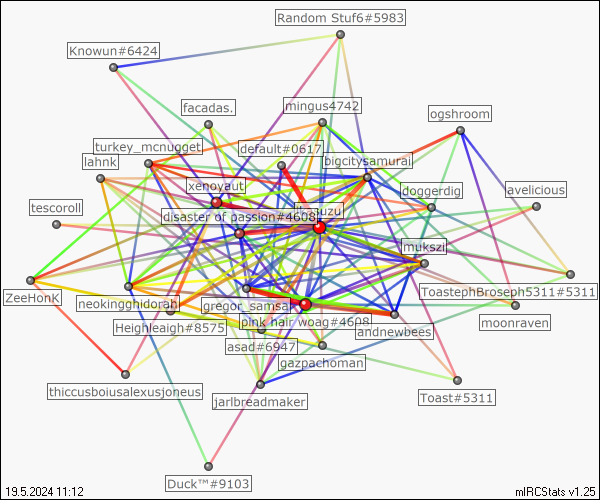 Random Stuf6#5983
Knowun#6424
facadas.
mingus4742
ogshroom
turkey_mcnugget
default#0617
lahnk
bigcitysamurai
xenoyaut
doggerdig
avelicious
tescoroll
disaster of passion#4608
mukszi
ToastephBroseph5311#5311
ZeeHonK
neokingghidorah
gregor_samsa
moonraven
Heighleaigh#8575
pink hair woag#4608
andnewbees
asad#6947
gazpachoman
thiccusboiusalexusjoneus
jarlbreadmaker
Toast#5311
Duck™#9103
19.5.2024 11:12
mIRCStats v1.25